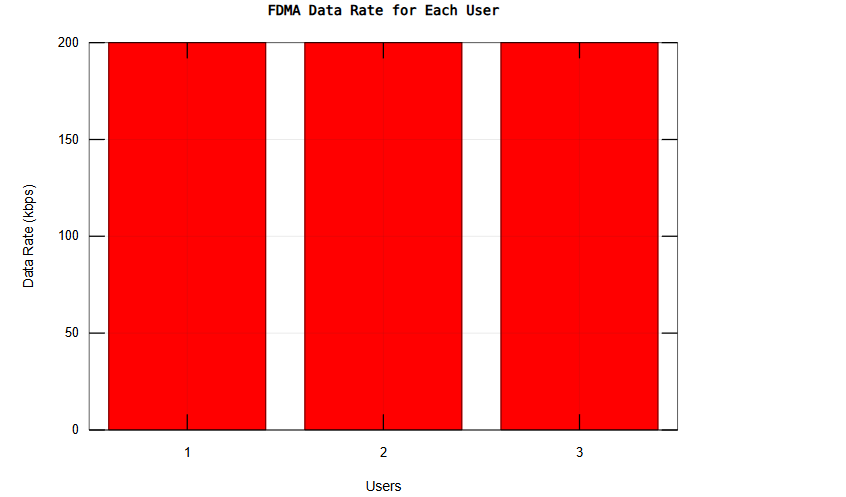 FDMA Data Rate for Each User
200
150
100
50
0
Data Rate (kbps)
1 2 3
Users